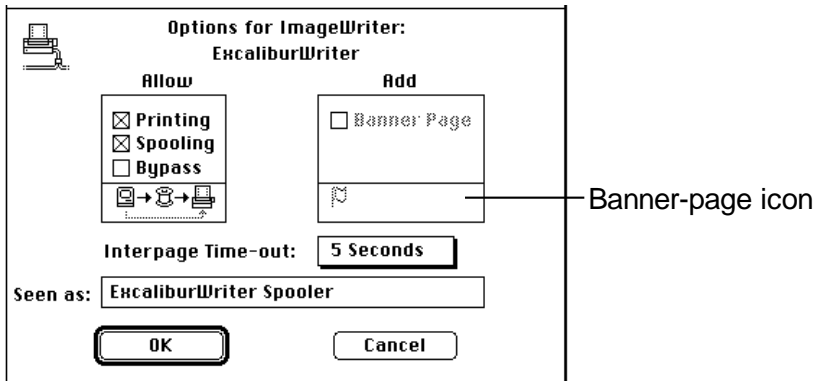 Options for ImageWriter:
ExcaliburWriter
Allow
Add
Printing
Spooling
Bypass
Banner Page
Banner-page icon
Interpage Time-out:
5 Seconds
Seen as:
ExcaliburWriter Spooler
OK
Cancel